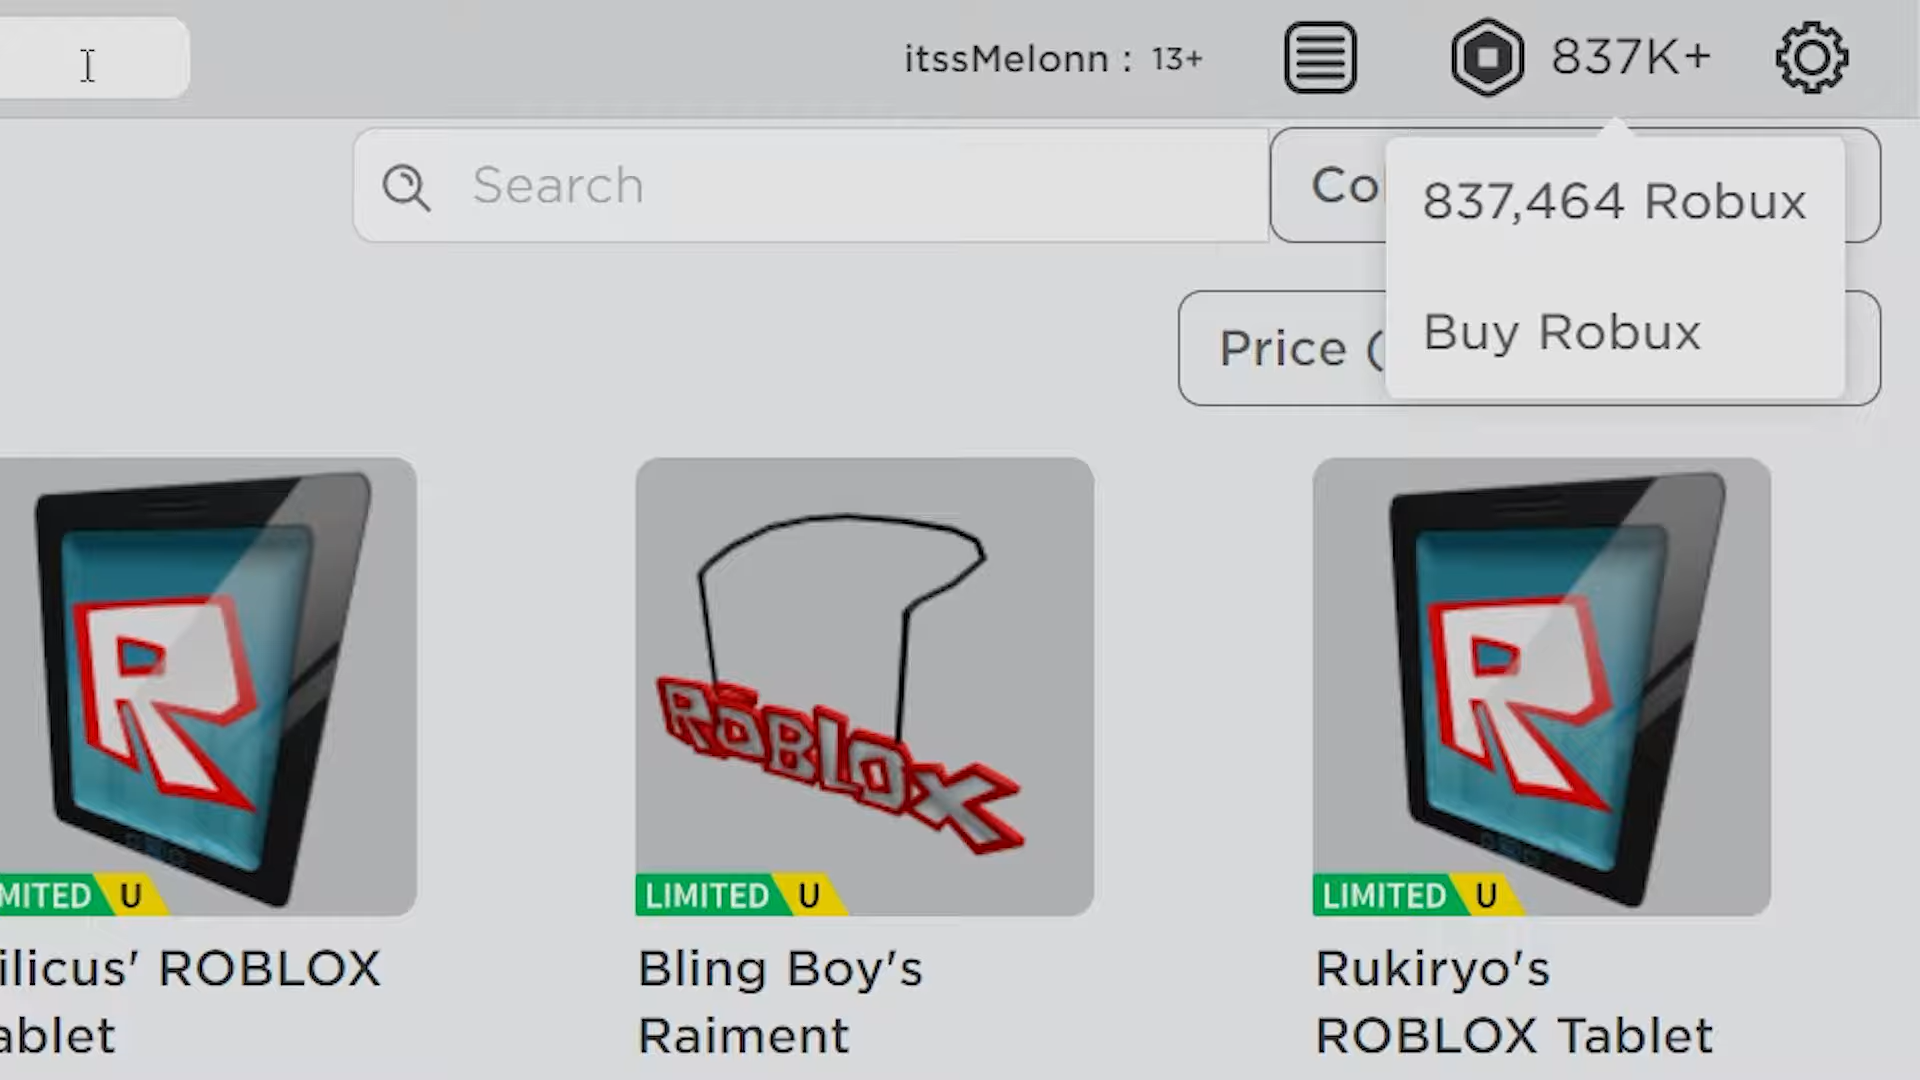 itssMelonn : 13+
837K+
Search
Co
837,464 Robux
Price (
Buy Robux
R
ROBLOX
R
MITED U
LIMITED U
LIMITED U
ilicus' ROBLOX
ablet
Bling Boy's
Raiment
Rukiryo's
ROBLOX Tablet